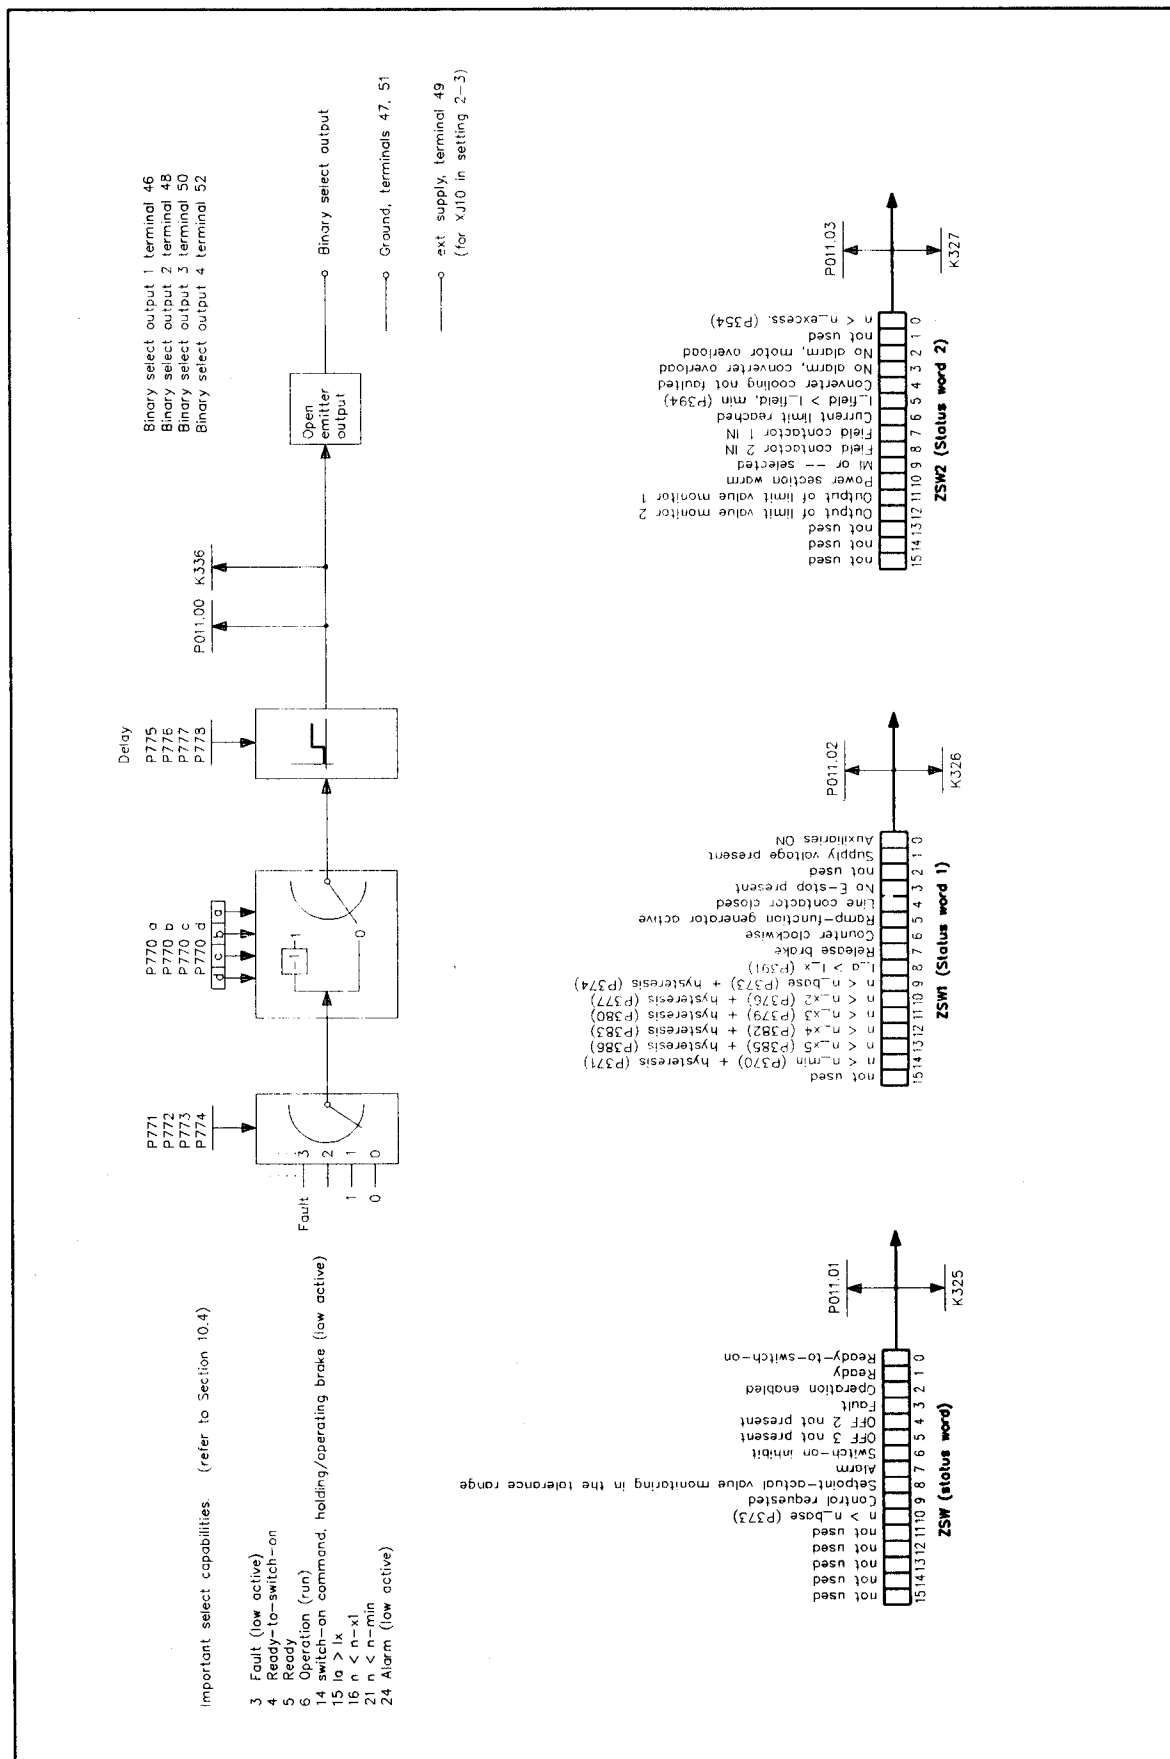 Important select capabilities. (refer to Section 10.4)
3 Fault (low active)
4 Ready-to-switch-on
5 Ready
6 Operation (run)
14 switch-on command, holding/operating brake (low active)
15 Ia > Ix
16 n < n-x1
21 n < n-min
24 Alarm (low active)
P771
P772
P773
P774
Fault
3
2
1
0
1
0
P770 a
P770 b
P770 c
P770 d
d c b a
-1
1
0
Delay
P775
P776
P777
P778
P011.00
K336
Open
emitter
output
Binary select output 1 terminal 46
Binary select output 2 terminal 48
Binary select output 3 terminal 50
Binary select output 4 terminal 52
Binary select output
Ground, terminals 47, 51
ext. supply, terminal 49
(for XJ10 in setting 2-3)
not used
not used
not used
not used
not used
n > n_base (P373)
Control requested
Setpoint-actual value monitoring in the tolerance range
Alarm
Switch-on inhibit
OFF 3 not present
OFF 2 not present
Fault
Operation enabled
Ready
Ready-to-switch-on
15 14 13 12 11 10 9 8 7 6 5 4 3 2 1 0
ZSW (status word)
P011.01
K325
not used
n < n_min (P370) + hysteresis (P371)
n < n_x5 (P385) + hysteresis (P386)
n < n_x4 (P382) + hysteresis (P383)
n < n_x3 (P379) + hysteresis (P380)
n < n_x2 (P376) + hysteresis (P377)
n < n_base (P373) + hysteresis (P374)
I_a > I_x (P391)
Release brake
Counter clockwise
Ramp-function generator active
Line contactor closed
No E-stop present
not used
Supply voltage present
Auxiliaries ON
15 14 13 12 11 10 9 8 7 6 5 4 3 2 1 0
ZSW1 (Status word 1)
P011.02
K326
not used
not used
not used
Output of limit value monitor 2
Output of limit value monitor 1
Power section warm
MI or -- selected
Field contactor 2 IN
Field contactor 1 IN
Current limit reached
I_field > I_field, min (P394)
Converter cooling not faulted
No alarm, converter overload
No alarm, motor overload
not used
n < n_excess. (P354)
15 14 13 12 11 10 9 8 7 6 5 4 3 2 1 0
ZSW2 (Status word 2)
P011.03
K327